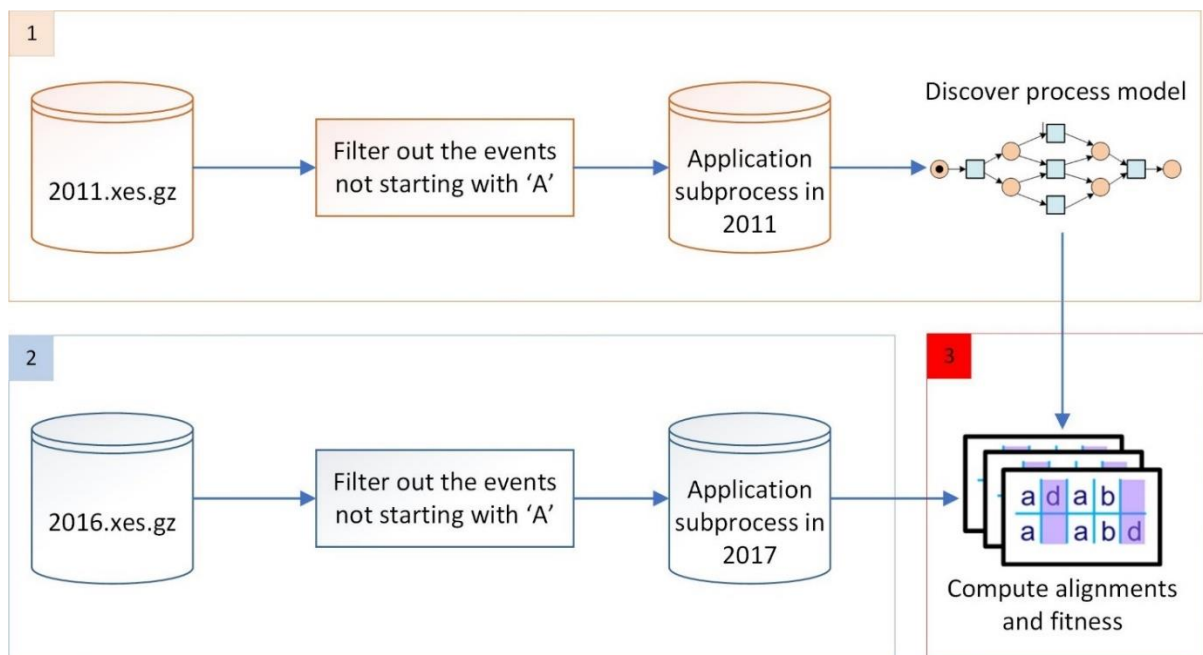 1
2011.xes.gz
Filter out the events
not starting with ‘A’
Application
subprocess in
2011
Discover process model
2
2016.xes.gz
Filter out the events
not starting with ‘A’
Application
subprocess in
2017
3
a d a b
a a b d
Compute alignments
and fitness